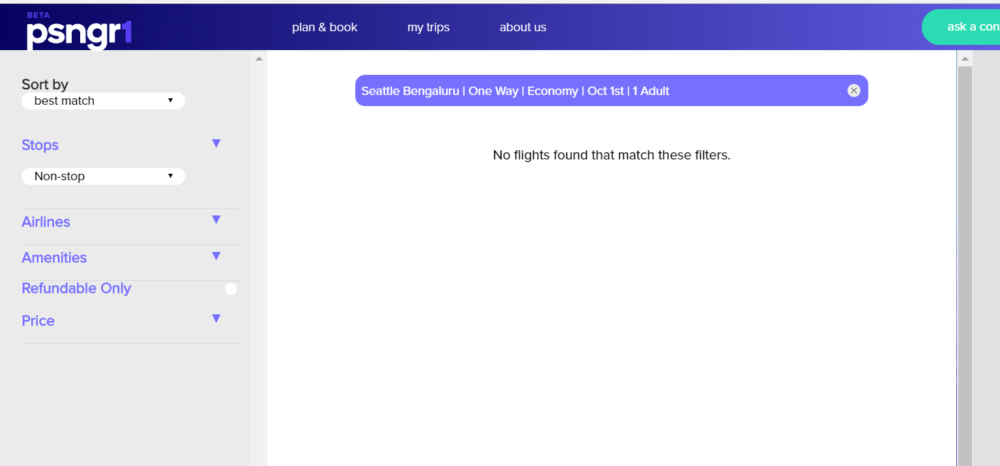 BETA
psngr1
plan & book
my trips
about us
ask a con
Sort by
best match
Stops
Non-stop
Airlines
Amenities
Refundable Only
Price
Seattle Bengaluru | One Way | Economy | Oct 1st | 1 Adult
No flights found that match these filters.